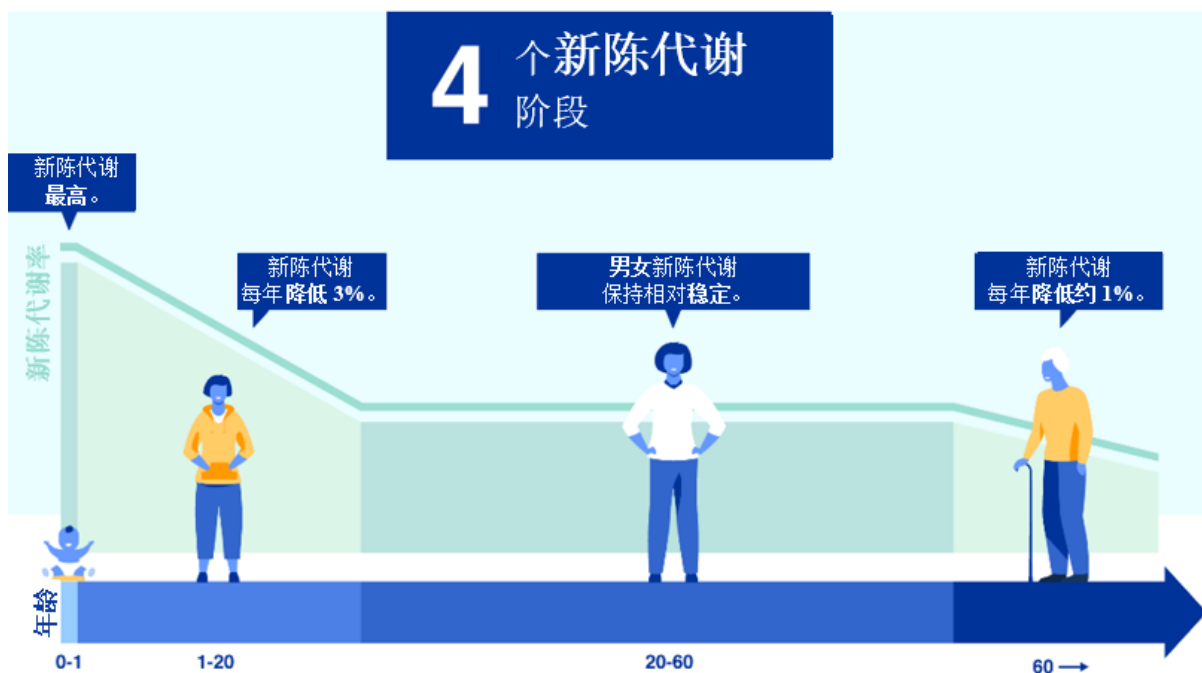 4
个新陈代谢
阶段
新陈代谢
最高。
新陈代谢
每年降低 3%。
男女新陈代谢
保持相对稳定。
新陈代谢
每年降低约 1%。
新陈代谢率
年龄
0-1
1-20
20-60
60 →